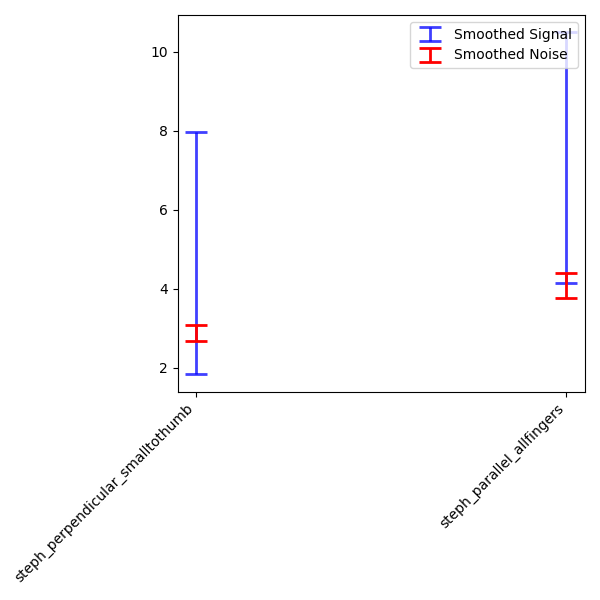 Smoothed Signal
Smoothed Noise
10
8
6
4
2
steph_perpendicular_smalltothumb
steph_parallel_allfingers